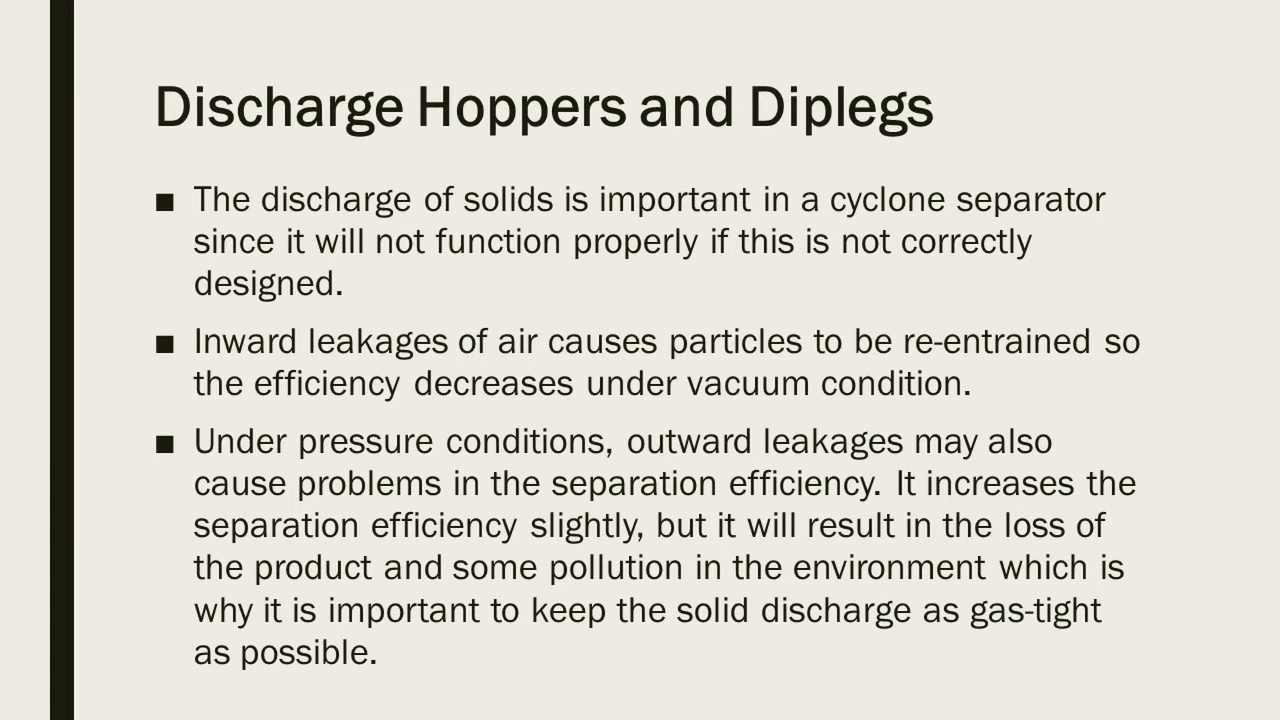 Discharge Hoppers and Diplegs
■ The discharge of solids is important in a cyclone separator
since it will not function properly if this is not correctly
designed.
■ Inward leakages of air causes particles to be re-entrained so
the efficiency decreases under vacuum condition.
■ Under pressure conditions, outward leakages may also
cause problems in the separation efficiency. It increases the
separation efficiency slightly, but it will result in the loss of
the product and some pollution in the environment which is
why it is important to keep the solid discharge as gas-tight
as possible.